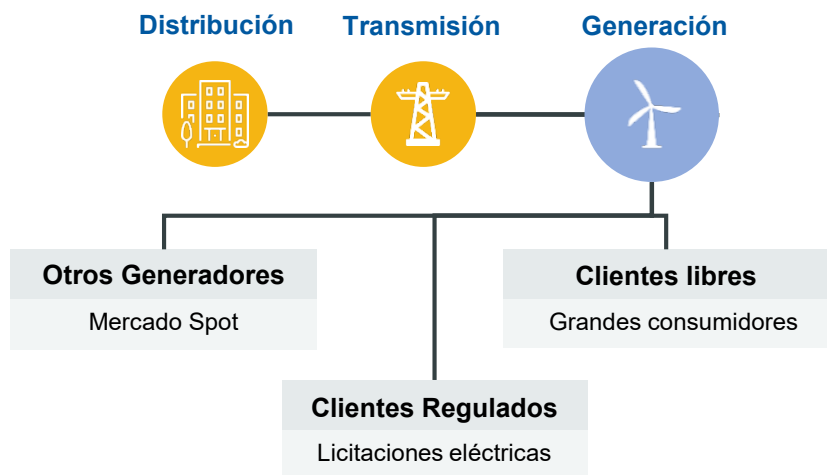 Distribución
Transmisión
Generación
Otros Generadores
Mercado Spot
Clientes libres
Grandes consumidores
Clientes Regulados
Licitaciones eléctricas